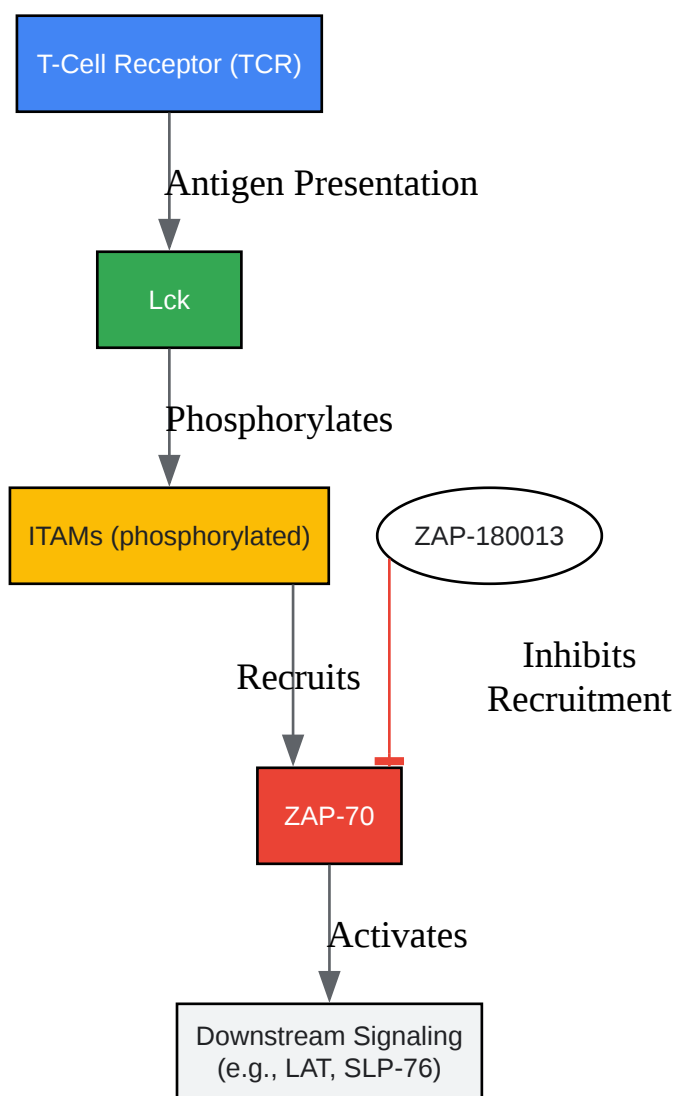 T-Cell Receptor (TCR)
Antigen Presentation
Lck
Phosphorylates
ITAMs (phosphorylated)
ZAP-180013
Recruits
Inhibits
Recruitment
ZAP-70
Activates
Downstream Signaling
(e.g., LAT, SLP-76)